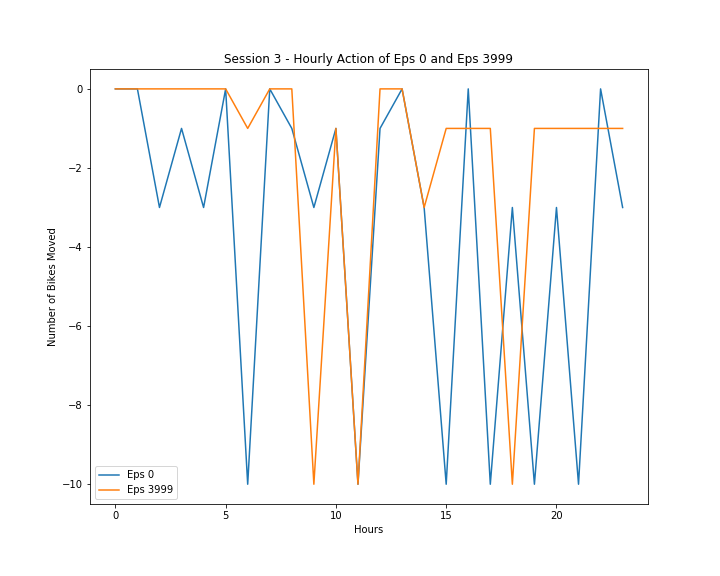 Session 3 - Hourly Action of Eps 0 and Eps 3999
Number of Bikes Moved
0
−2
−4
−6
−8
−10
Eps 0
Eps 3999
0 5 10 15 20
Hours